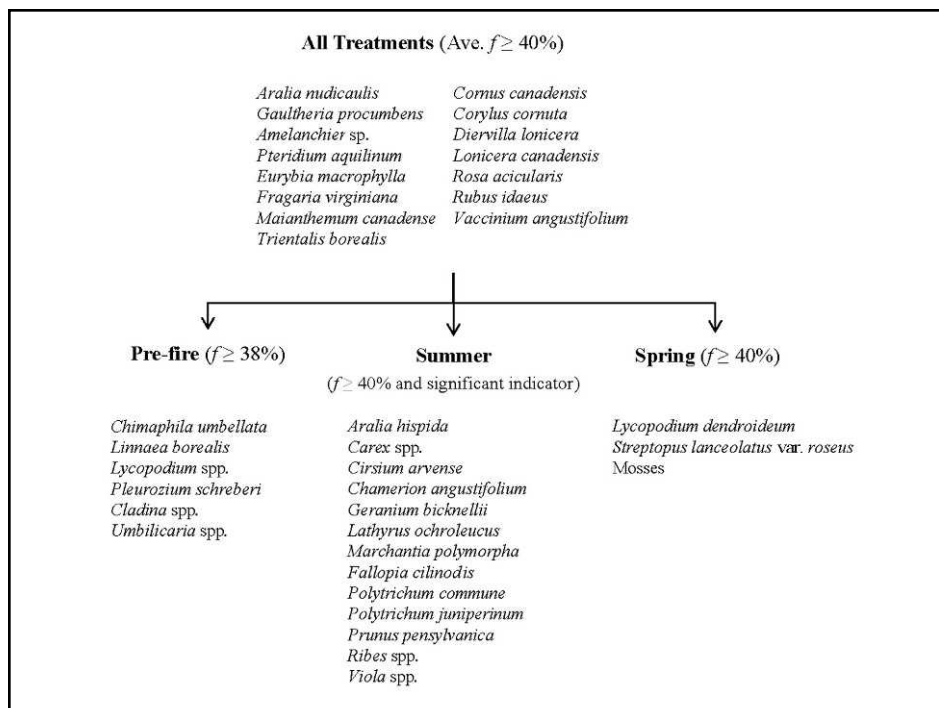 All Treatments (Ave. f ≥ 40%)
Aralia nudicaulis
Gaultheria procumbens
Amelanchier sp.
Pteridium aquilinum
Eurybia macrophylla
Fragaria virginiana
Maianthemum canadense
Trientalis borealis
Cornus canadensis
Corylus cornuta
Diervilla lonicera
Lonicera canadensis
Rosa acicularis
Rubus idaeus
Vaccinium angustifolium
Pre-fire (f ≥ 38%)
Chimaphila umbellata
Linnaea borealis
Lycopodium spp.
Pleurozium schreberi
Cladina spp.
Umbilicaria spp.
Summer
(f ≥ 40% and significant indicator)
Aralia hispida
Carex spp.
Cirsium arvense
Chamerion angustifolium
Geranium bicknellii
Lathyrus ochroleucus
Marchantia polymorpha
Fallopia cilinodis
Polytrichum commune
Polytrichum juniperinum
Prunus pensylvanica
Ribes spp.
Viola spp.
Spring (f ≥ 40%)
Lycopodium dendroideum
Streptopus lanceolatus var. roseus
Mosses